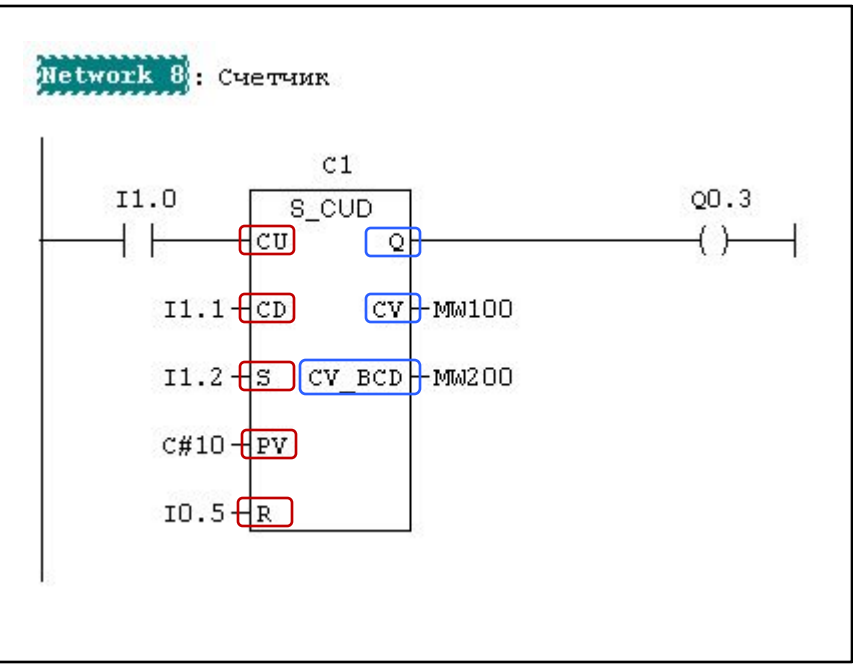 Network 8: Счетчик
C1
I1.0 S_CUD Q0.3
CU Q
I1.1 CD CV MW100
I1.2 S CV_BCD MW200
C#10 PV
I0.5 R